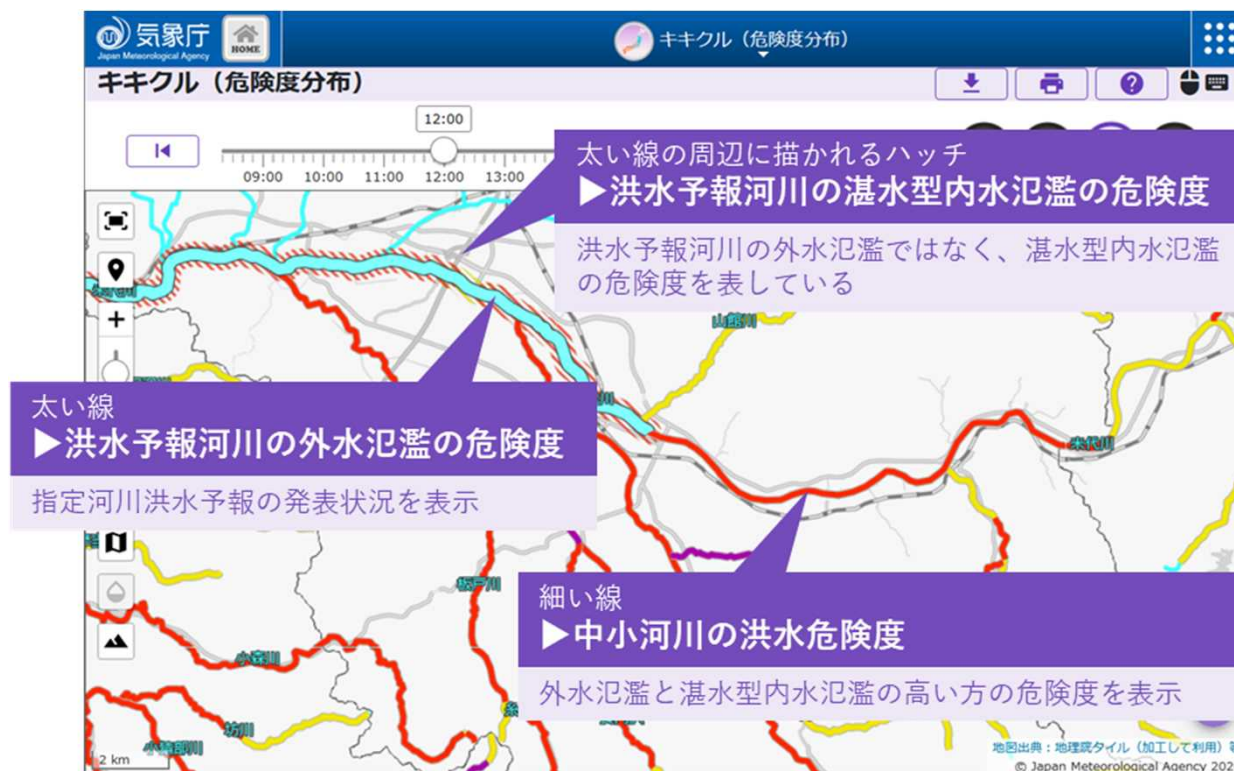 気象庁
Japan Meteorological Agency
HOME
キキクル（危険度分布）
キキクル（危険度分布）
12:00
09:00 10:00 11:00 12:00 13:00
太い線の周辺に描かれるハッチ
▶洪水予報河川の湛水型内水氾濫の危険度
洪水予報河川の外水氾濫ではなく、湛水型内水氾濫
の危険度を表している
山館川
太い線
▶洪水予報河川の外水氾濫の危険度
指定河川洪水予報の発表状況を表示
米代川
板戸川
細い線
▶中小河川の洪水危険度
外水氾濫と湛水型内水氾濫の高い方の危険度を表示
小森川
坊川
2 km
地図出典：地理院タイル（加工して利用）等
© Japan Meteorological Agency 202